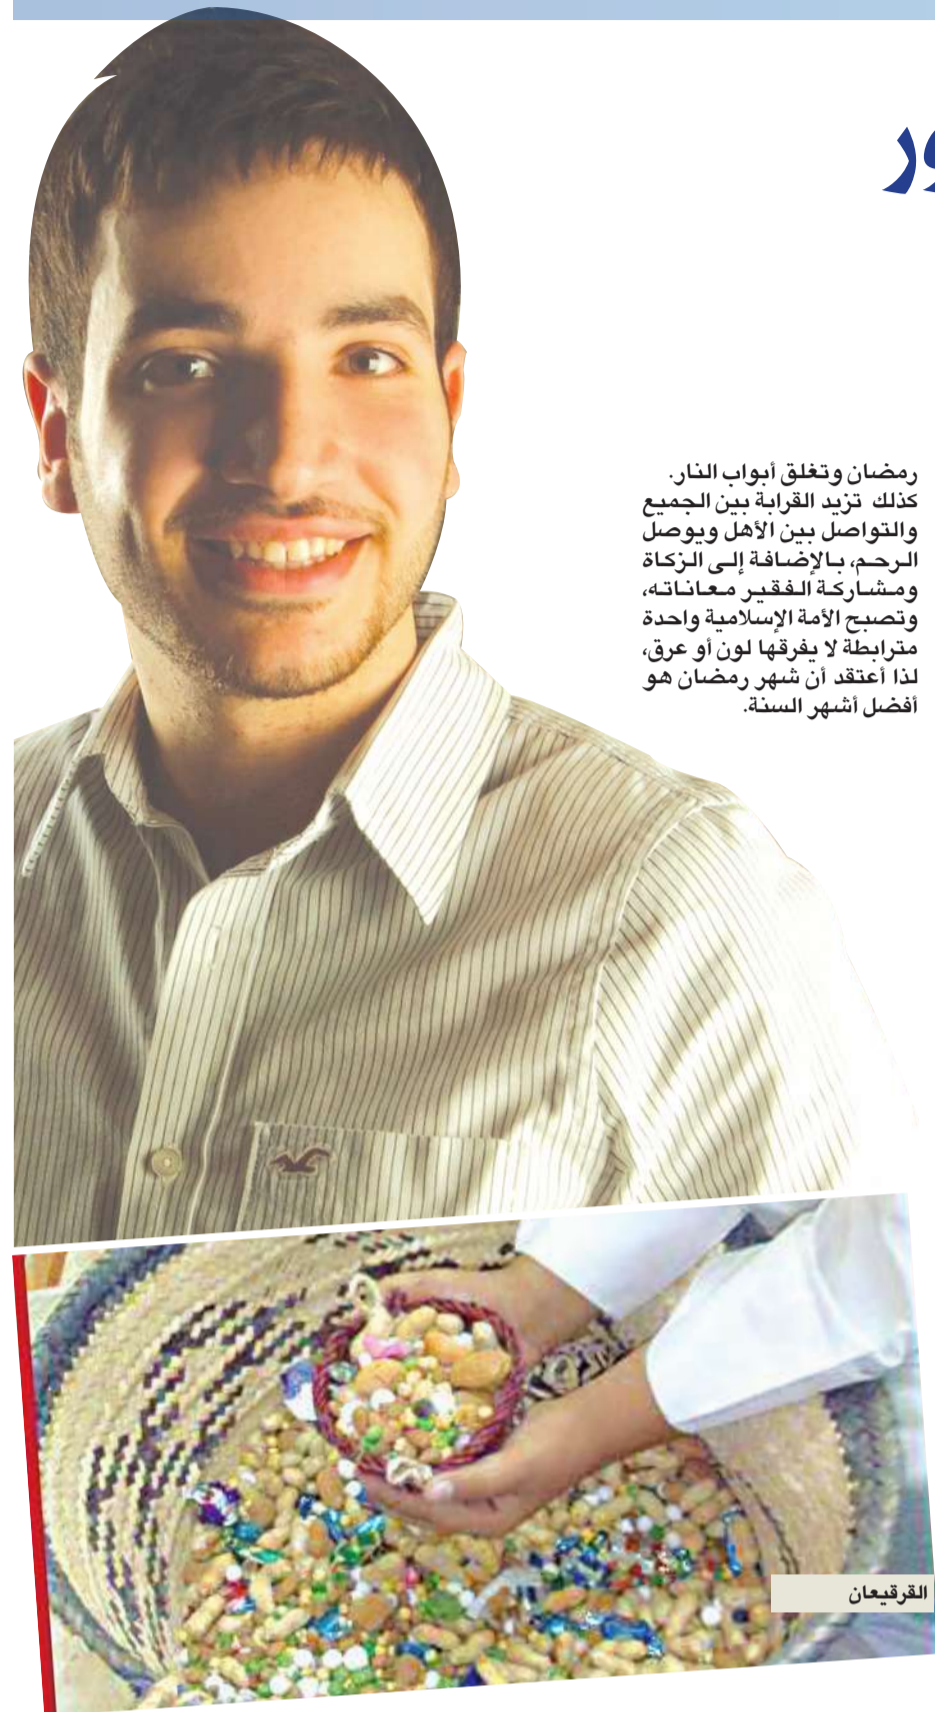 رمضان وتغلق أبواب النار.
كذلك تزيد القرابة بين الجميع
والتواصل بين الأهل ويوصل
الرحم، بالإضافة إلى الزكاة
ومشاركة الفقير معاناته،
وتصبح الأمة الإسلامية واحدة
مترابطة لا يفرقها لون أو عرق،
لذا أعتقد أن شهر رمضان هو
أفضل أشهر السنة.
القرقيعان